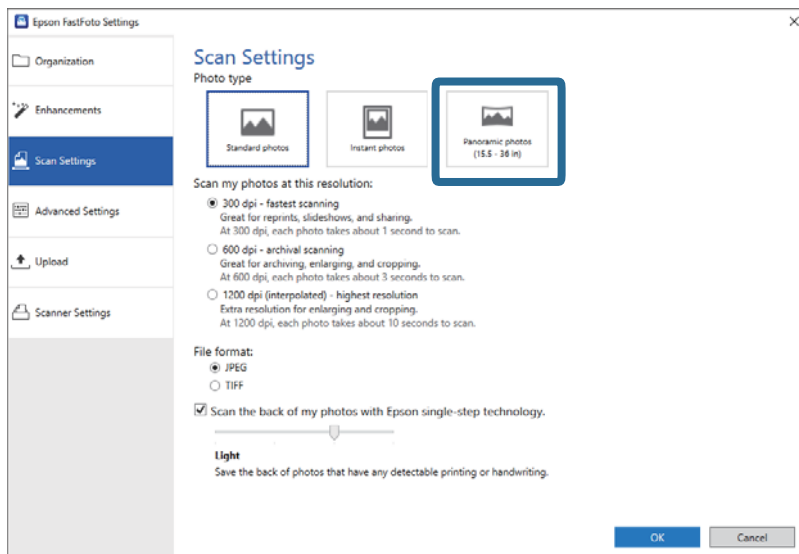 Epson FastFoto Settings
Organization
Enhancements
Scan Settings
Advanced Settings
Upload
Scanner Settings
Scan Settings
Photo type
Standard photos
Instant photos
Panoramic photos
(15.5 - 36 in)
Scan my photos at this resolution:
300 dpi - fastest scanning
Great for reprints, slideshows, and sharing.
At 300 dpi, each photo takes about 1 second to scan.
600 dpi - archival scanning
Great for archiving, enlarging, and cropping.
At 600 dpi, each photo takes about 3 seconds to scan.
1200 dpi (interpolated) - highest resolution
Extra resolution for enlarging and cropping.
At 1200 dpi, each photo takes about 10 seconds to scan.
File format:
JPEG
TIFF
Scan the back of my photos with Epson single-step technology.
Light
Save the back of photos that have any detectable printing or handwriting.
OK
Cancel